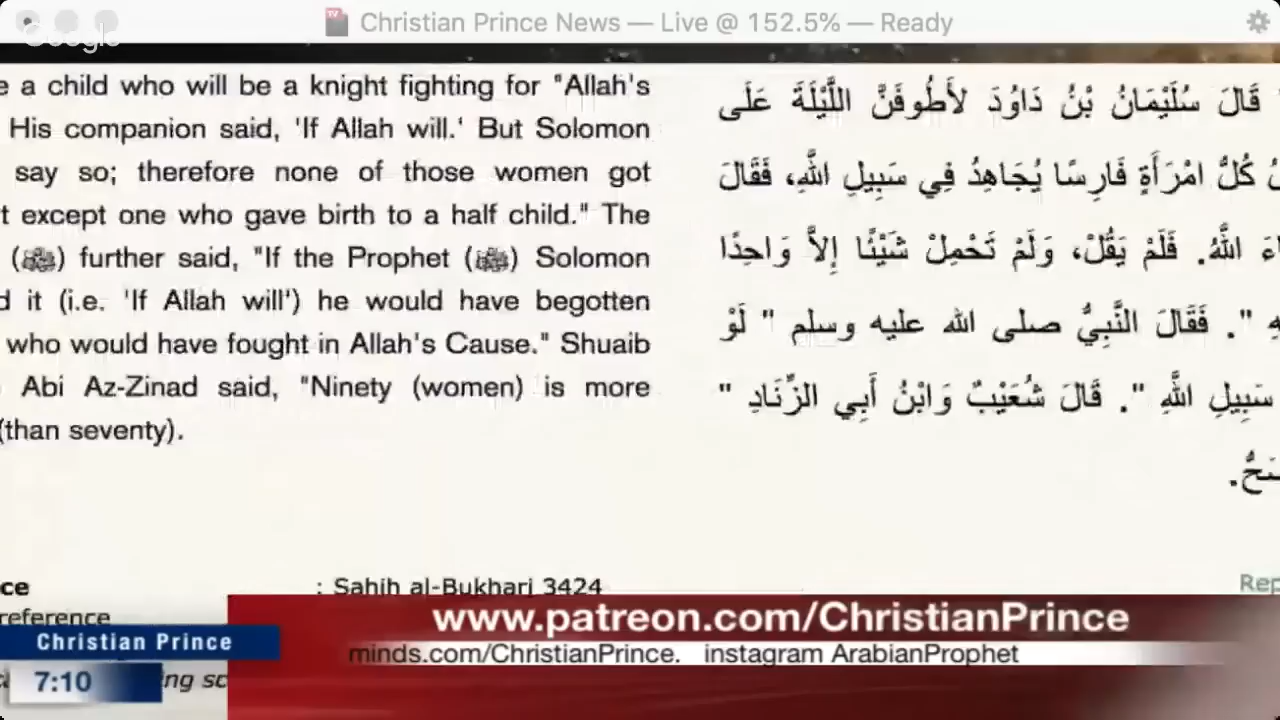 Christian Prince News — Live @ 152.5% — Ready
Google
a child who will be a knight fighting for "Allah's
His companion said, 'If Allah will.' But Solomon
say so; therefore none of those women got
except one who gave birth to a half child." The
(ﷺ) further said, "If the Prophet (ﷺ) Solomon
it (i.e. 'If Allah will') he would have begotten
who would have fought in Allah's Cause." Shuaib
Abi Az-Zinad said, "Ninety (women) is more
(than seventy).
قَالَ سُلَيْمَانُ بْنُ دَاوُدَ لأَطُوفَنَّ اللَّيْلَةَ عَلَى
كُلُّ امْرَأَةٍ فَارِسًا يُجَاهِدُ فِي سَبِيلِ اللَّهِ، فَقَالَ
اللَّهُ. فَلَمْ يَقُلْ، وَلَمْ تَحْمِلْ شَيْئًا إِلاَّ وَاحِدًا
". فَقَالَ النَّبِيُّ صلى الله عليه وسلم " لَوْ
سَبِيلِ اللَّهِ ". قَالَ شُعَيْبٌ وَابْنُ أَبِي الزِّنَادِ "
: Sahih al-Bukhari 3424
reference
www.patreon.com/ChristianPrince
Christian Prince
minds.com/ChristianPrince. instagram ArabianProphet
7:10